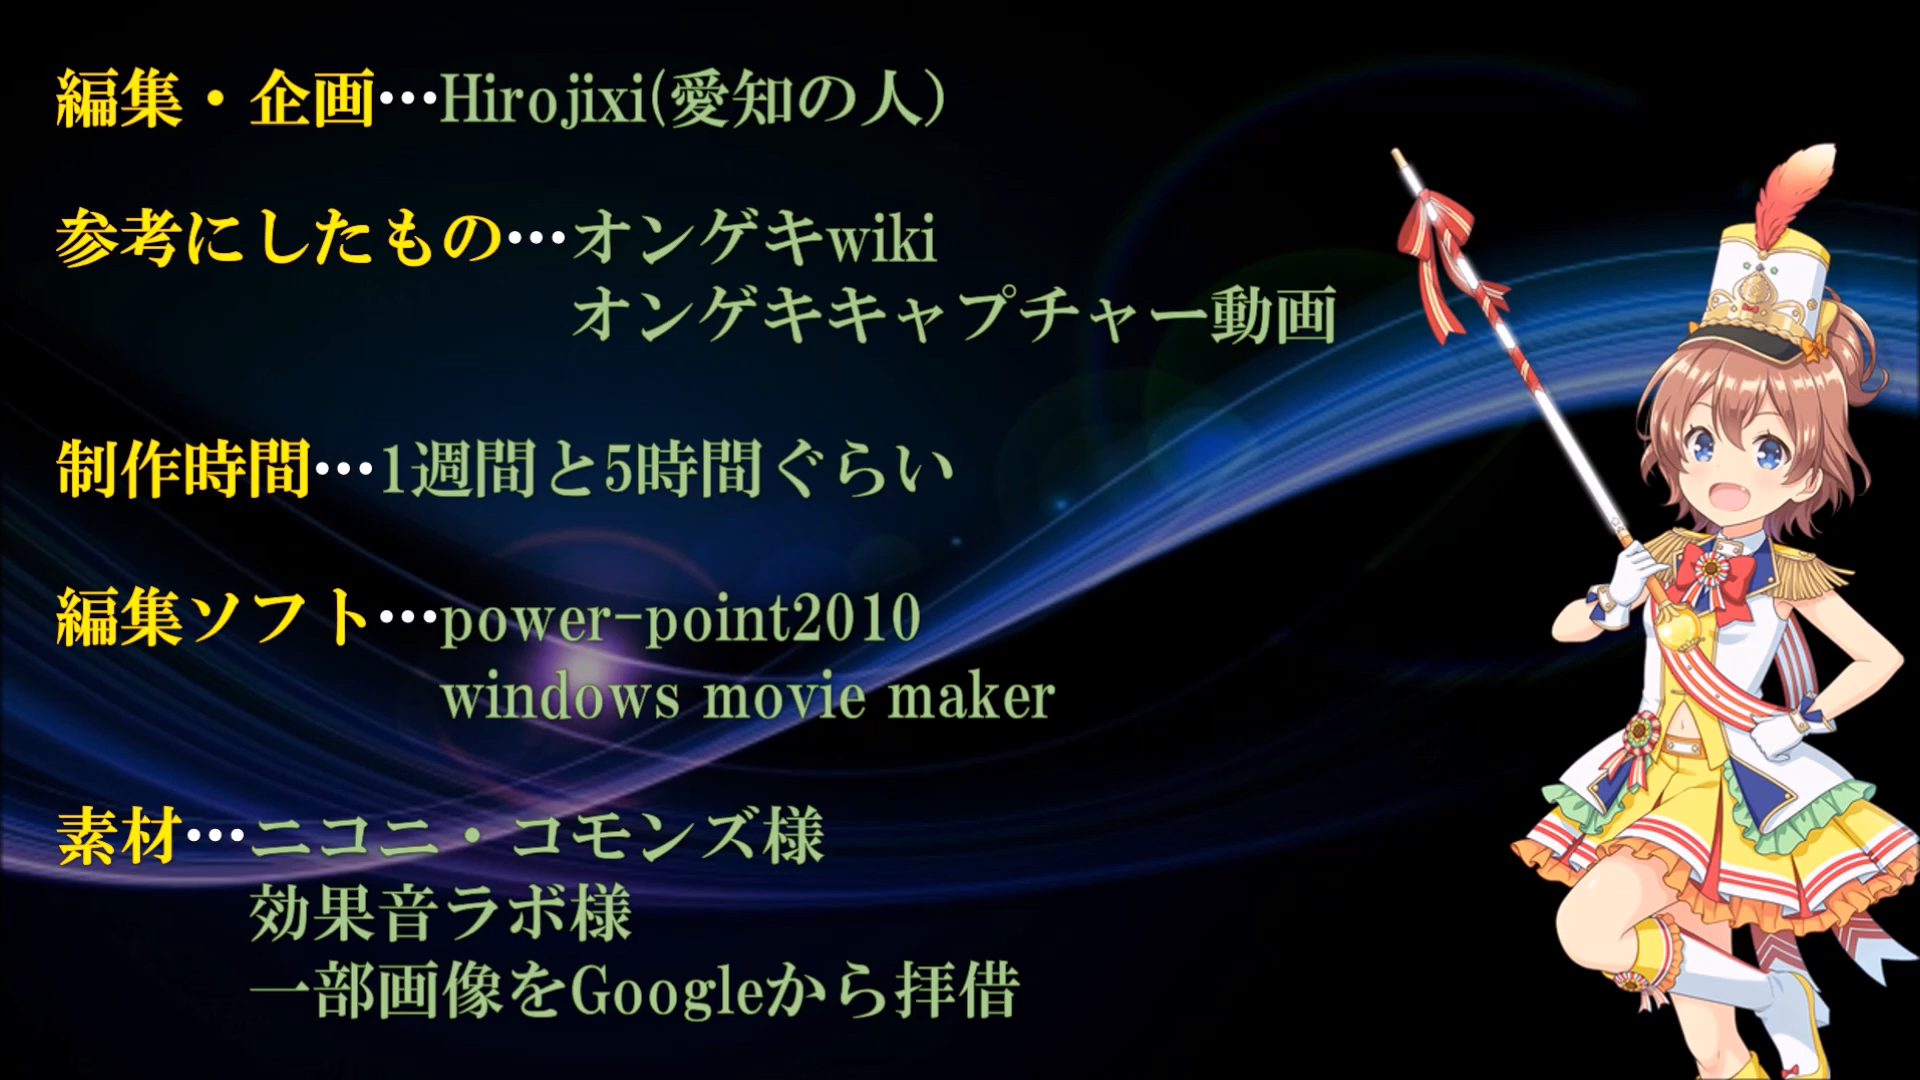 編集・企画…Hirojixi(愛知の人)
参考にしたもの…オンゲキwiki
オンゲキキャプチャー動画
制作時間…1週間と5時間ぐらい
編集ソフト…power-point2010
windows movie maker
素材…ニコニ・コモンズ様
効果音ラボ様
一部画像をGoogleから拝借